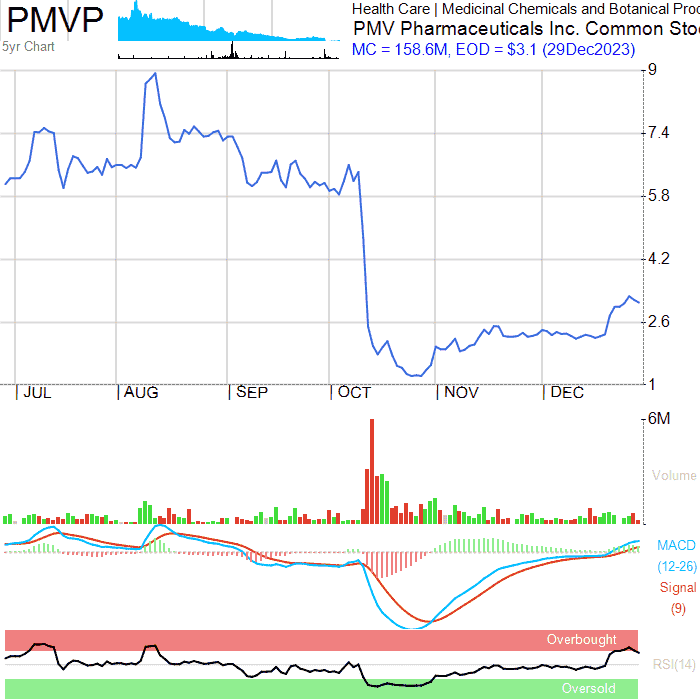 PMVP
5yr Chart
Health Care | Medicinal Chemicals and Botanical Proc
PMV Pharmaceuticals Inc. Common Sto
MC = 158.6M, EOD = $3.1 (29Dec2023)
9
7.4
5.8
4.2
2.6
1
JUL AUG SEP OCT NOV DEC
6M
Volume
MACD
(12-26)
Signal
(9)
Overbought
RSI(14)
Oversold